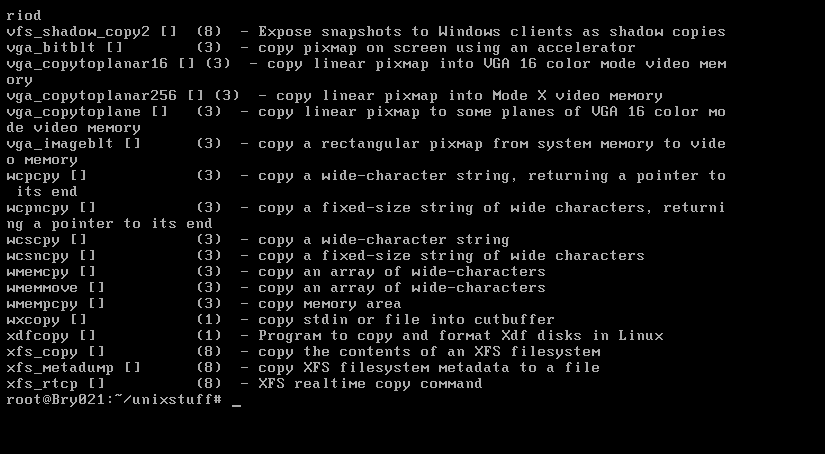 riod
vfs_shadow_copy2 []  (8)  - Expose snapshots to Windows clients as shadow copies
vga_bitblt []        (3)  - copy pixmap on screen using an accelerator
vga_copytoplanar16 [] (3)  - copy linear pixmap into VGA 16 color mode video mem
ory
vga_copytoplanar256 [] (3)  - copy linear pixmap into Mode X video memory
vga_copytoplane []   (3)  - copy linear pixmap to some planes of VGA 16 color mo
de video memory
vga_imageblt []      (3)  - copy a rectangular pixmap from system memory to vide
o memory
wcpcpy []            (3)  - copy a wide-character string, returning a pointer to
 its end
wcpncpy []           (3)  - copy a fixed-size string of wide characters, returni
ng a pointer to its end
wcscpy []            (3)  - copy a wide-character string
wcsncpy []           (3)  - copy a fixed-size string of wide characters
wmemcpy []           (3)  - copy an array of wide-characters
wmemmove []          (3)  - copy an array of wide-characters
wmempcpy []          (3)  - copy memory area
wxcopy []            (1)  - copy stdin or file into cutbuffer
xdfcopy []           (1)  - Program to copy and format Xdf disks in Linux
xfs_copy []          (8)  - copy the contents of an XFS filesystem
xfs_metadump []      (8)  - copy XFS filesystem metadata to a file
xfs_rtcp []          (8)  - XFS realtime copy command
root@Bry021:~/unixstuff# _